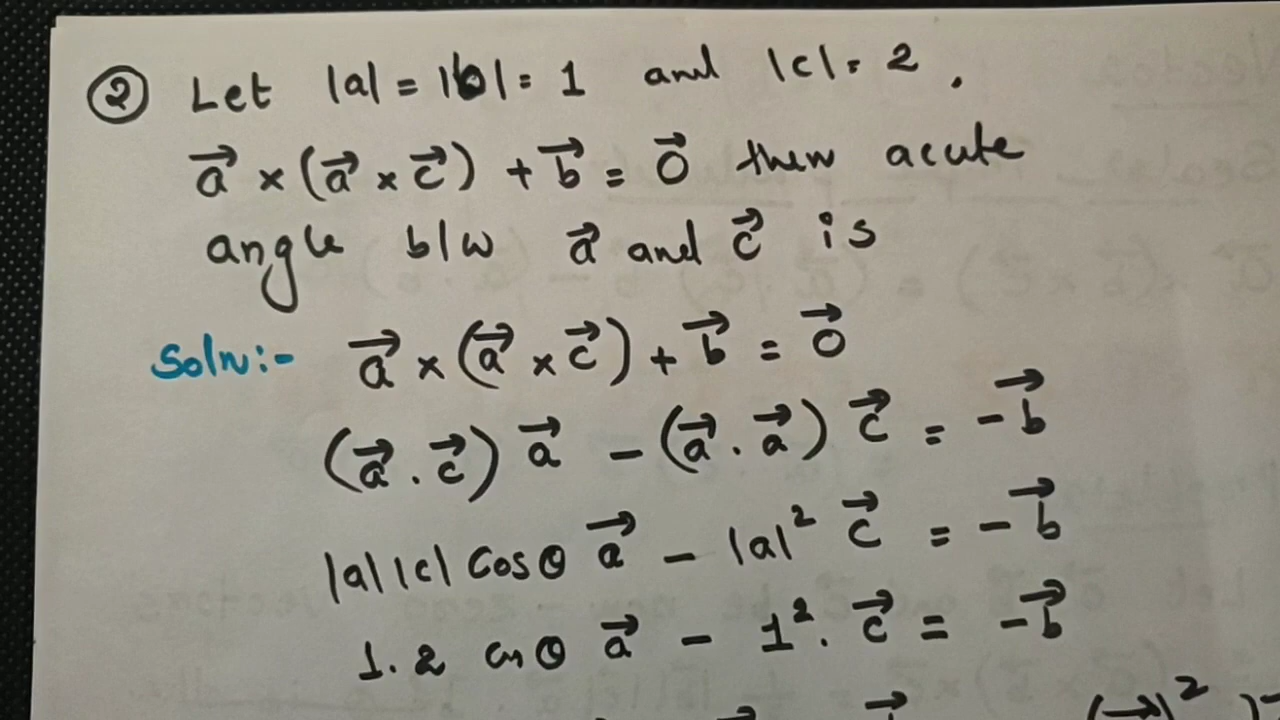 ② Let |a| = |b| = 1 and |c| = 2 .
a⃗ × (a⃗ × c⃗) + b⃗ = 0⃗ then acute
angle b/w a⃗ and c⃗ is
Soln:- a⃗ × (a⃗ × c⃗) + b⃗ = 0⃗
(a⃗ . c⃗) a⃗ - (a⃗ . a⃗) c⃗ = -b⃗
|a| |c| Cos θ a⃗ - |a|² c⃗ = -b⃗
1. 2 cos θ a⃗ - 1². c⃗ = -b⃗